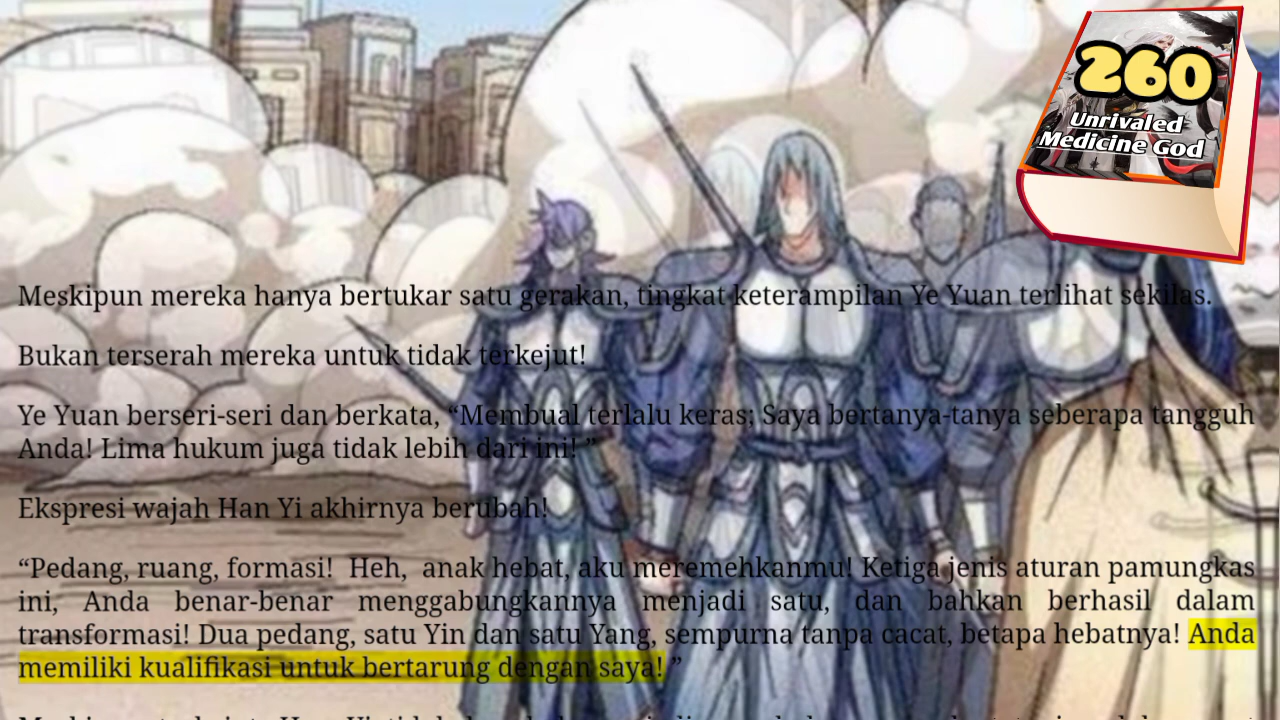 260
Unrivaled
Medicine God
Meskipun mereka hanya bertukar satu gerakan, tingkat keterampilan Ye Yuan terlihat sekilas.
Bukan terserah mereka untuk tidak terkejut!
Ye Yuan berseri-seri dan berkata, “Membual terlalu keras; Saya bertanya-tanya seberapa tangguh
Anda! Lima hukum juga tidak lebih dari ini! ”
Ekspresi wajah Han Yi akhirnya berubah!
“Pedang, ruang, formasi! Heh, anak hebat, aku meremehkanmu! Ketiga jenis aturan pamungkas
ini, Anda benar-benar menggabungkannya menjadi satu, dan bahkan berhasil dalam
transformasi! Dua pedang, satu Yin dan satu Yang, sempurna tanpa cacat, betapa hebatnya! Anda
memiliki kualifikasi untuk bertarung dengan saya! ”